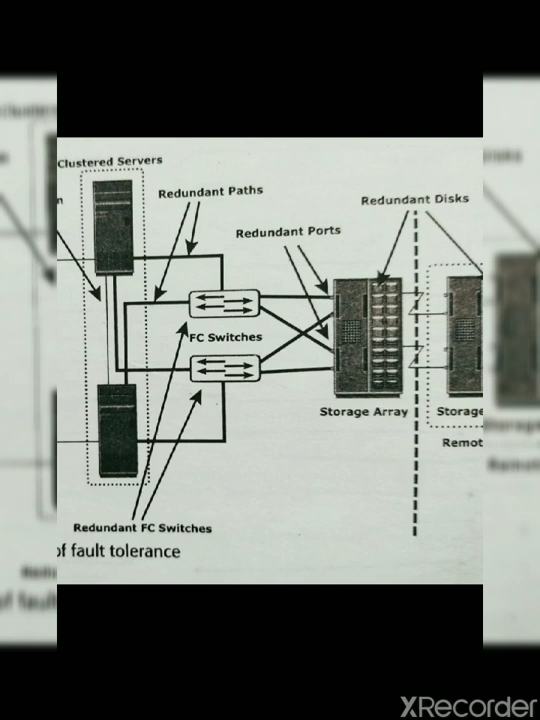 Clustered Servers
Redundant Paths
Redundant Disks
n
Redundant Ports
FC Switches
Storage Array
Storage
Remot
Redundant FC Switches
of fault tolerance
XRecorder